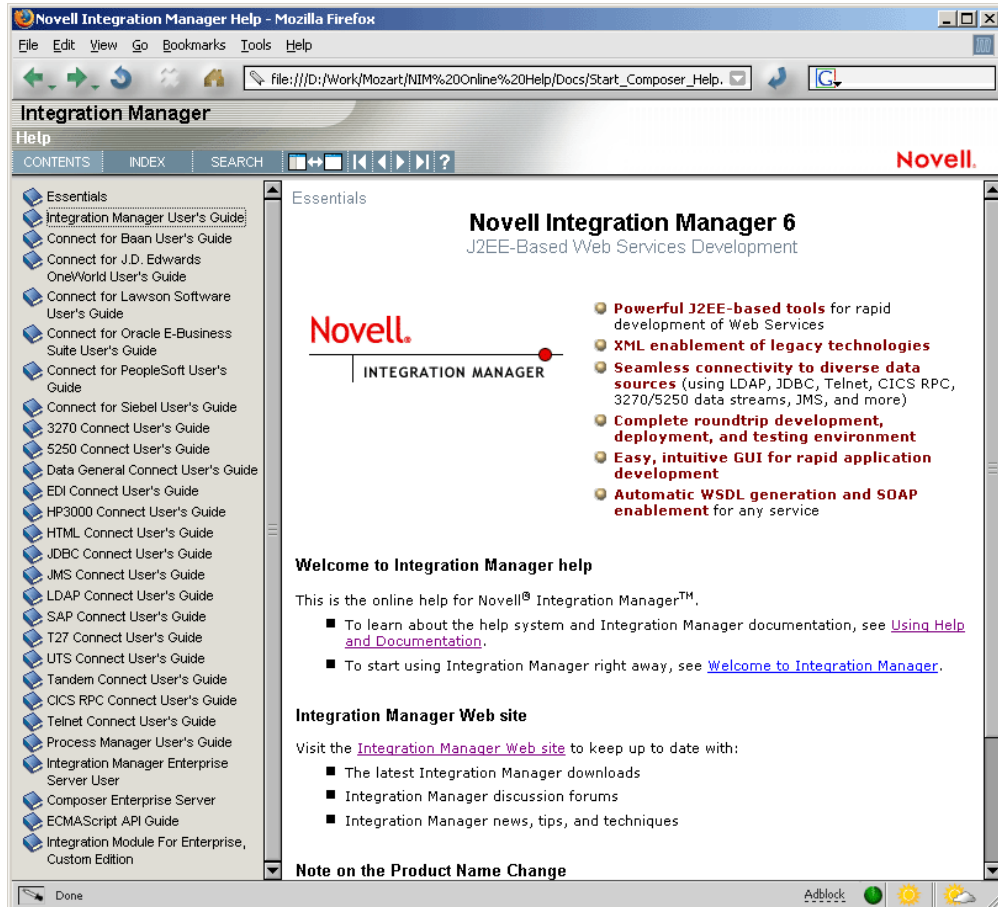 Novell Integration Manager Help - Mozilla Firefox
File Edit View Go Bookmarks Tools Help
file:///D:/Work/Mozart/NIM%20Online%20Help/Docs/Start_Composer_Help.
G
Integration Manager
Help
CONTENTS INDEX SEARCH ?
Novell.
Essentials
Integration Manager User's Guide
Connect for Baan User's Guide
Connect for J.D. Edwards
OneWorld User's Guide
Connect for Lawson Software
User's Guide
Connect for Oracle E-Business
Suite User's Guide
Connect for PeopleSoft User's
Guide
Connect for Siebel User's Guide
3270 Connect User's Guide
5250 Connect User's Guide
Data General Connect User's Guide
EDI Connect User's Guide
HP3000 Connect User's Guide
HTML Connect User's Guide
JDBC Connect User's Guide
JMS Connect User's Guide
LDAP Connect User's Guide
SAP Connect User's Guide
T27 Connect User's Guide
UTS Connect User's Guide
Tandem Connect User's Guide
CICS RPC Connect User's Guide
Telnet Connect User's Guide
Process Manager User's Guide
Integration Manager Enterprise
Server User
Composer Enterprise Server
ECMAScript API Guide
Integration Module For Enterprise,
Custom Edition
Essentials
Novell Integration Manager 6
J2EE-Based Web Services Development
Novell.
INTEGRATION MANAGER
Powerful J2EE-based tools for rapid
development of Web Services
XML enablement of legacy technologies
Seamless connectivity to diverse data
sources (using LDAP, JDBC, Telnet, CICS RPC,
3270/5250 data streams, JMS, and more)
Complete roundtrip development,
deployment, and testing environment
Easy, intuitive GUI for rapid application
development
Automatic WSDL generation and SOAP
enablement for any service
Welcome to Integration Manager help
This is the online help for Novell® Integration Manager™.
■ To learn about the help system and Integration Manager documentation, see Using Help
and Documentation.
■ To start using Integration Manager right away, see Welcome to Integration Manager.
Integration Manager Web site
Visit the Integration Manager Web site to keep up to date with:
■ The latest Integration Manager downloads
■ Integration Manager discussion forums
■ Integration Manager news, tips, and techniques
Note on the Product Name Change
Done
Adblock